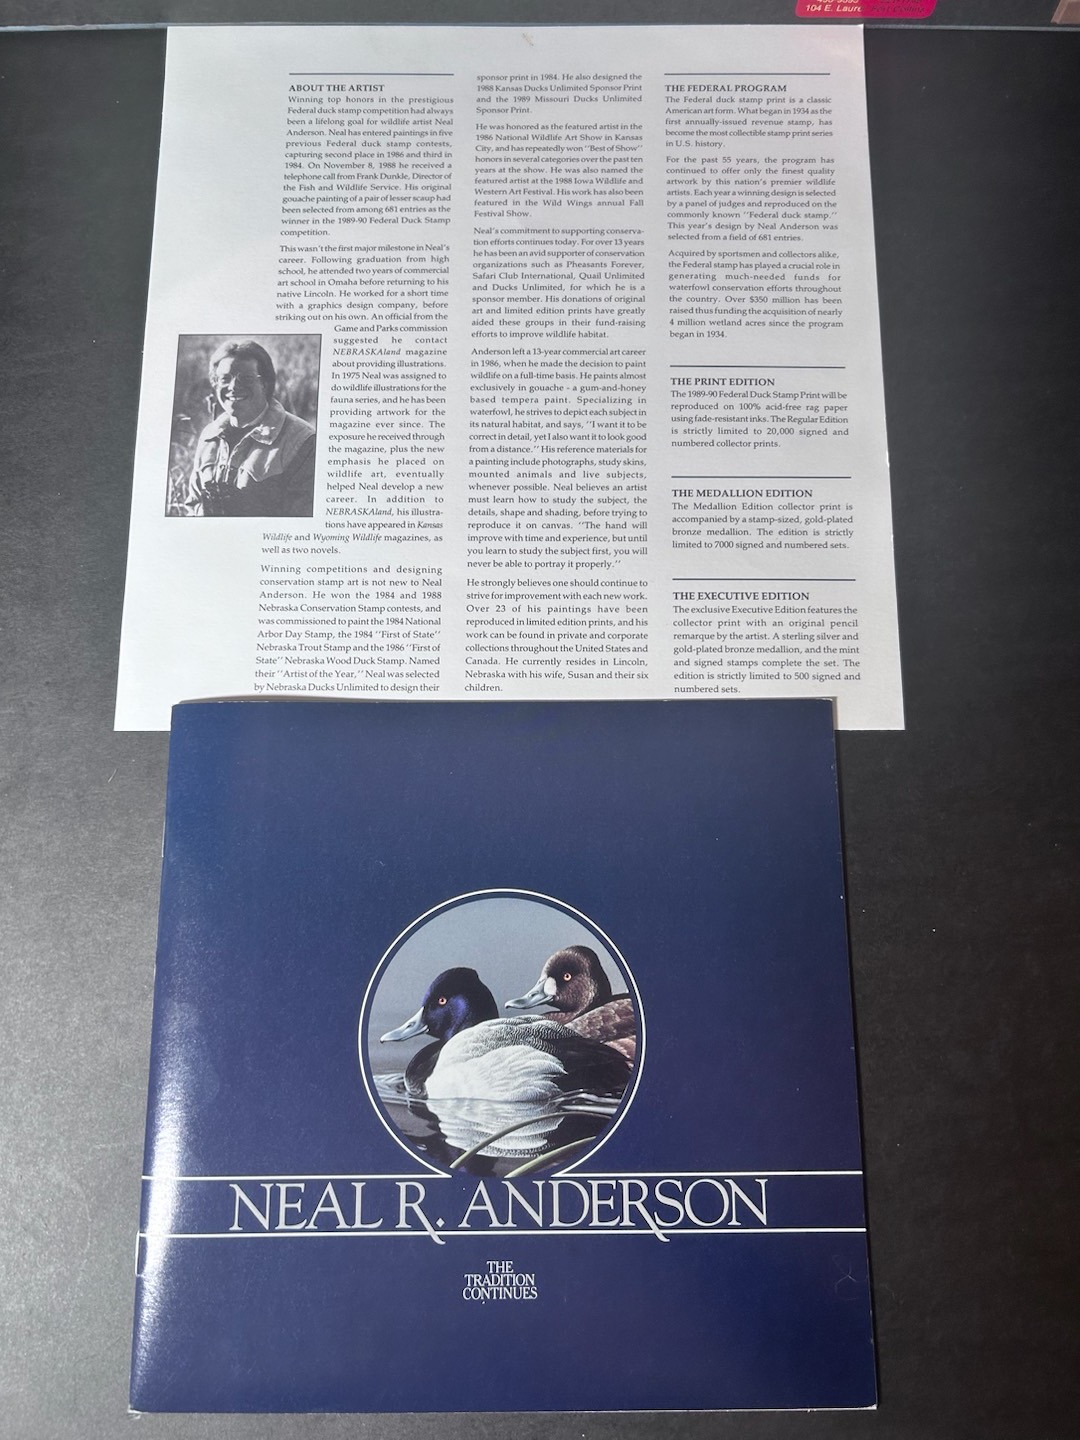 104 E. Laure
ABOUT THE ARTIST
Winning top honors in the prestigious
Federal duck stamp competition had always
been a lifelong goal for wildlife artist Neal
Anderson. Neal has entered paintings in five
previous Federal duck stamp contests,
capturing second place in 1986 and third in
1984. On November 8, 1988 he received a
telephone call from Frank Dunkle, Director of
the Fish and Wildlife Service. His original
gouache painting of a pair of lesser scaup had
been selected from among 681 entries as the
winner in the 1989-90 Federal Duck Stamp
competition.
This wasn't the first major milestone in Neal's
career. Following graduation from high
school, he attended two years of commercial
art school in Omaha before returning to his
native Lincoln. He worked for a short time
with a graphics design company, before
striking out on his own. An official from the
Game and Parks commission
suggested he contact
NEBRASKAland magazine
about providing illustrations.
In 1975 Neal was assigned to
do wildlife illustrations for the
fauna series, and he has been
providing artwork for the
magazine ever since. The
exposure he received through
the magazine, plus the new
emphasis he placed on
wildlife art, eventually
helped Neal develop a new
career. In addition to
NEBRASKAland, his illustra-
tions have appeared in Kansas
Wildlife and Wyoming Wildlife magazines, as
well as two novels.
Winning competitions and designing
conservation stamp art is not new to Neal
Anderson. He won the 1984 and 1988
Nebraska Conservation Stamp contests, and
was commissioned to paint the 1984 National
Arbor Day Stamp, the 1984 "First of State"
Nebraska Trout Stamp and the 1986 "First of
State" Nebraska Wood Duck Stamp. Named
their "Artist of the Year," Neal was selected
by Nebraska Ducks Unlimited to design their
sponsor print in 1984. He also designed the
1988 Kansas Ducks Unlimited Sponsor Print
and the 1989 Missouri Ducks Unlimited
Sponsor Print.
He was honored as the featured artist in the
1986 National Wildlife Art Show in Kansas
City, and has repeatedly won "Best of Show"
honors in several categories over the past ten
years at the show. He was also named the
featured artist at the 1988 Iowa Wildlife and
Western Art Festival. His work has also been
featured in the Wild Wings annual Fall
Festival Show.
Neal's commitment to supporting conserva-
tion efforts continues today. For over 13 years
he has been an avid supporter of conservation
organizations such as Pheasants Forever,
Safari Club International, Quail Unlimited
and Ducks Unlimited, for which he is a
sponsor member. His donations of original
art and limited edition prints have greatly
aided these groups in their fund-raising
efforts to improve wildlife habitat.
Anderson left a 13-year commercial art career
in 1986, when he made the decision to paint
wildlife on a full-time basis. He paints almost
exclusively in gouache - a gum-and-honey
based tempera paint. Specializing in
waterfowl, he strives to depict each subject in
its natural habitat, and says, "I want it to be
correct in detail, yet I also want it to look good
from a distance." His reference materials for
a painting include photographs, study skins,
mounted animals and live subjects,
whenever possible. Neal believes an artist
must learn how to study the subject, the
details, shape and shading, before trying to
reproduce it on canvas. "The hand will
improve with time and experience, but until
you learn to study the subject first, you will
never be able to portray it properly."
He strongly believes one should continue to
strive for improvement with each new work.
Over 23 of his paintings have been
reproduced in limited edition prints, and his
work can be found in private and corporate
collections throughout the United States and
Canada. He currently resides in Lincoln,
Nebraska with his wife, Susan and their six
children.
THE FEDERAL PROGRAM
The Federal duck stamp print is a classic
American art form. What began in 1934 as the
first annually-issued revenue stamp, has
become the most collectible stamp print series
in U.S. history.
For the past 55 years, the program has
continued to offer only the finest quality
artwork by this nation's premier wildlife
artists. Each year a winning design is selected
by a panel of judges and reproduced on the
commonly known "Federal duck stamp."
This year's design by Neal Anderson was
selected from a field of 681 entries.
Acquired by sportsmen and collectors alike,
the Federal stamp has played a crucial role in
generating much-needed funds for
waterfowl conservation efforts throughout
the country. Over $350 million has been
raised thus funding the acquisition of nearly
4 million wetland acres since the program
began in 1934.
THE PRINT EDITION
The 1989-90 Federal Duck Stamp Print will be
reproduced on 100% acid-free rag paper
using fade-resistant inks. The Regular Edition
is strictly limited to 20,000 signed and
numbered collector prints.
THE MEDALLION EDITION
The Medallion Edition collector print is
accompanied by a stamp-sized, gold-plated
bronze medallion. The edition is strictly
limited to 7000 signed and numbered sets.
THE EXECUTIVE EDITION
The exclusive Executive Edition features the
collector print with an original pencil
remarque by the artist. A sterling silver and
gold-plated bronze medallion, and the mint
and signed stamps complete the set. The
edition is strictly limited to 500 signed and
numbered sets.
NEAL R. ANDERSON
THE
TRADITION
CONTINUES